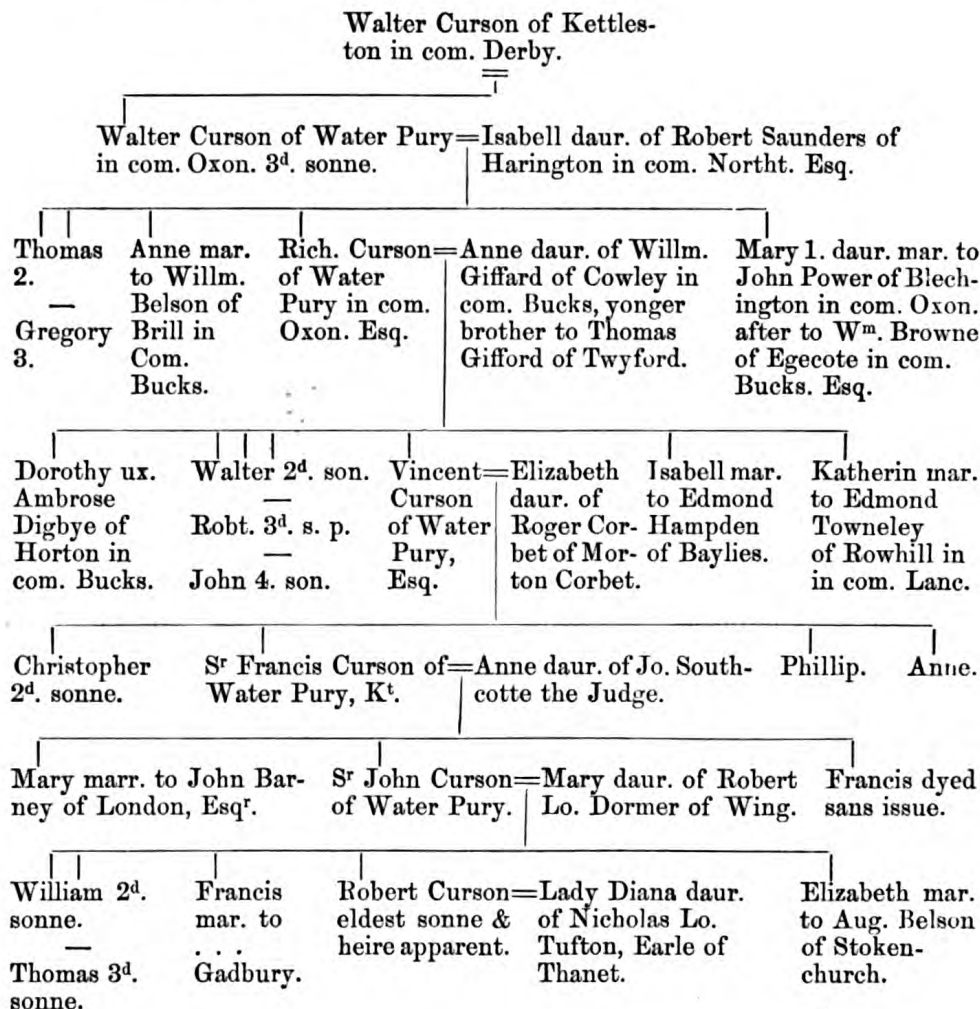 Walter Curson of Kettles-
ton in com. Derby.
Walter Curson of Water Pury=Isabell daur. of Robert Saunders of
in com. Oxon. 3d. sonne. Harington in com. Northt. Esq.
Thomas
2.
—
Gregory
3.
Anne mar.
to Willm.
Belson of
Brill in
Com.
Bucks.
Rich. Curson=
of Water
Pury in com.
Oxon. Esq.
Anne daur. of Willm.
Giffard of Cowley in
com. Bucks, yonger
brother to Thomas
Gifford of Twyford.
Mary 1. daur. mar. to
John Power of Blech-
ington in com. Oxon.
after to Wm. Browne
of Egecote in com.
Bucks. Esq.
Dorothy ux.
Ambrose
Digbye of
Horton in
com. Bucks.
Walter 2d. son.
—
Robt. 3d. s. p.
—
John 4. son.
Vincent=
Curson
of Water
Pury,
Esq.
Elizabeth
daur. of
Roger Cor-
bet of Mor-
ton Corbet.
Isabell mar.
to Edmond
Hampden
of Baylies.
Katherin mar.
to Edmond
Towneley
of Rowhill in
in com. Lanc.
Christopher
2d. sonne.
Sr Francis Curson of=
Water Pury, Kt.
Anne daur. of Jo. South-
cotte the Judge.
Phillip.
Anne.
Mary marr. to John Bar-
ney of London, Esqr.
Sr John Curson=
of Water Pury.
Mary daur. of Robert
Lo. Dormer of Wing.
Francis dyed
sans issue.
William 2d.
sonne.
—
Thomas 3d.
sonne.
Francis
mar. to
. . .
Gadbury.
Robert Curson=
eldest sonne &
heire apparent.
Lady Diana daur.
of Nicholas Lo.
Tufton, Earle of
Thanet.
Elizabeth mar.
to Aug. Belson
of Stoken-
church.